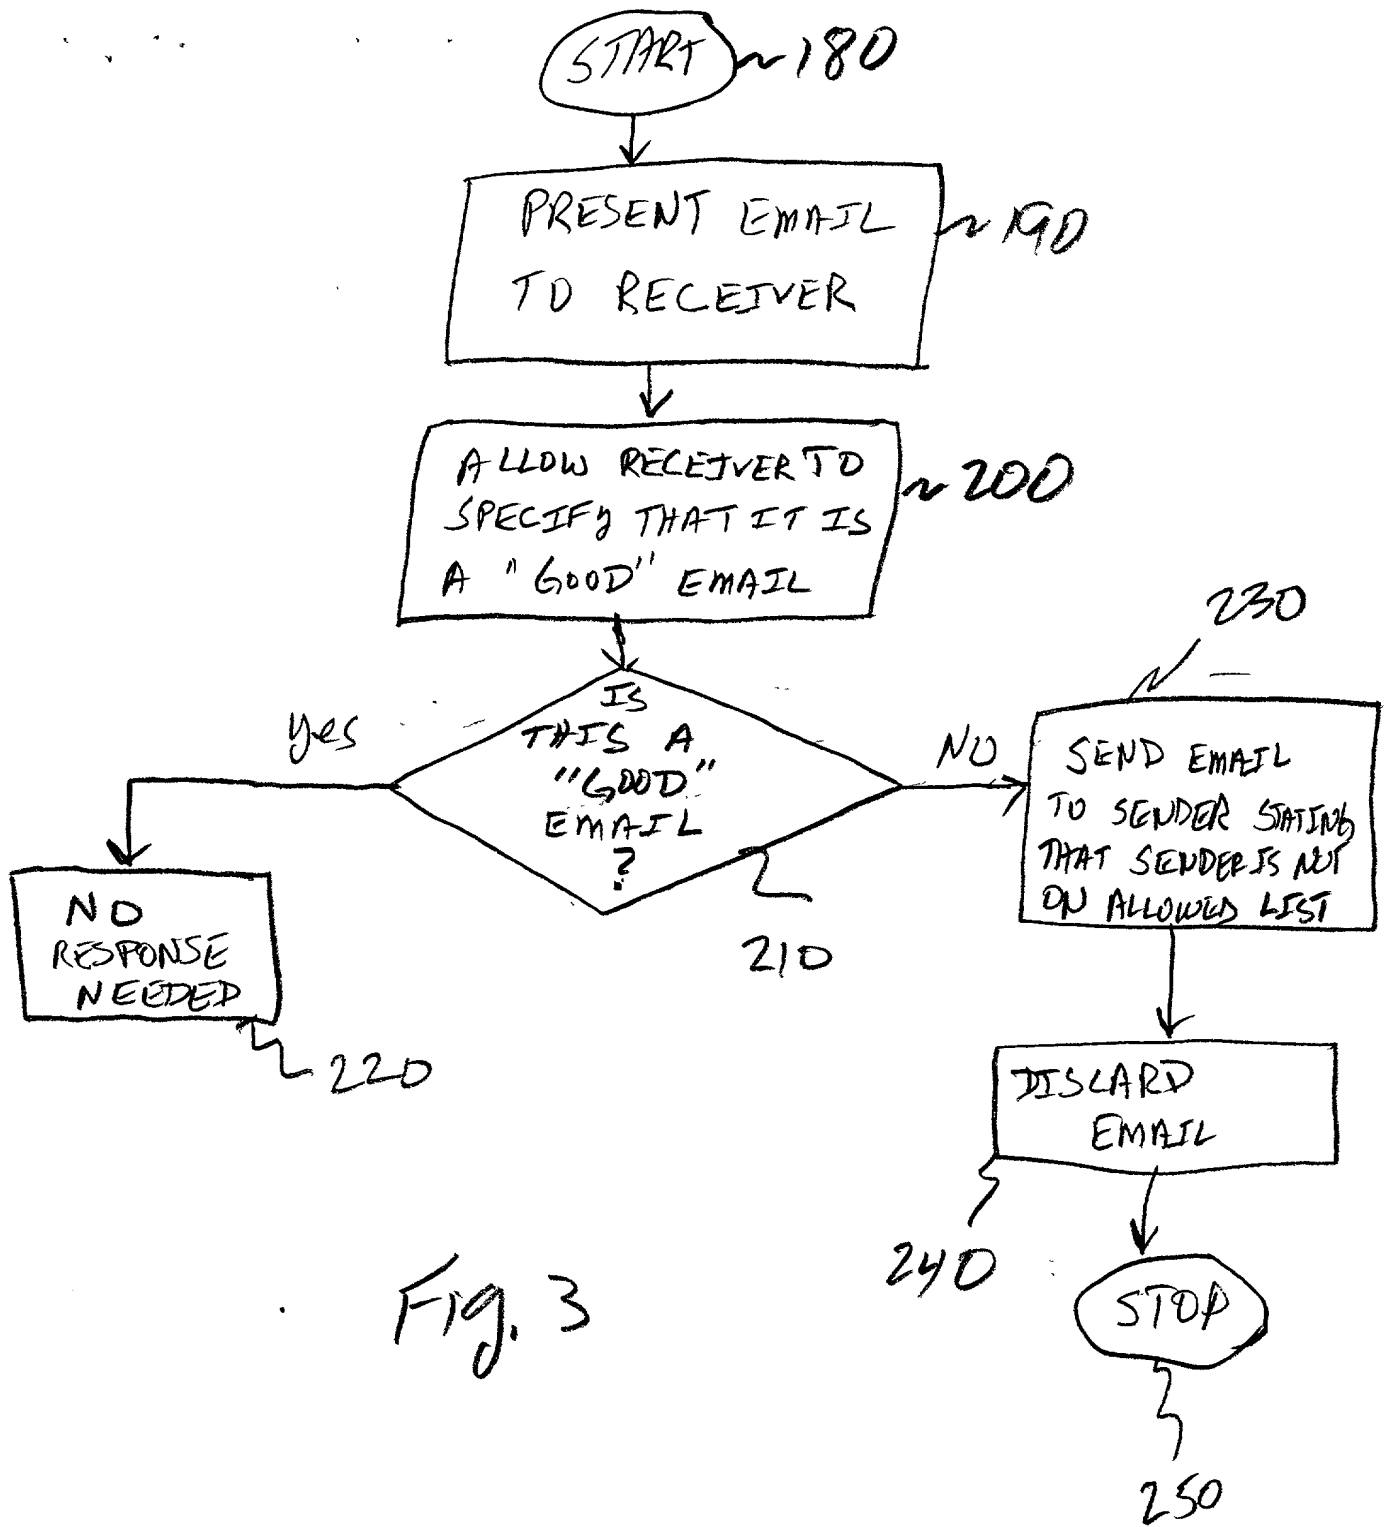 START
180
PRESENT EMAIL
TO RECEIVER
190
ALLOW RECEIVER TO
SPECIFY THAT IT IS
A "GOOD" EMAIL
200
IS
THIS A
"GOOD"
EMAIL
?
210
yes
NO
NO
RESPONSE
NEEDED
220
230
SEND EMAIL
TO SENDER STATING
THAT SENDER IS NOT
ON ALLOWED LIST
DISCARD
EMAIL
240
STOP
250
Fig. 3